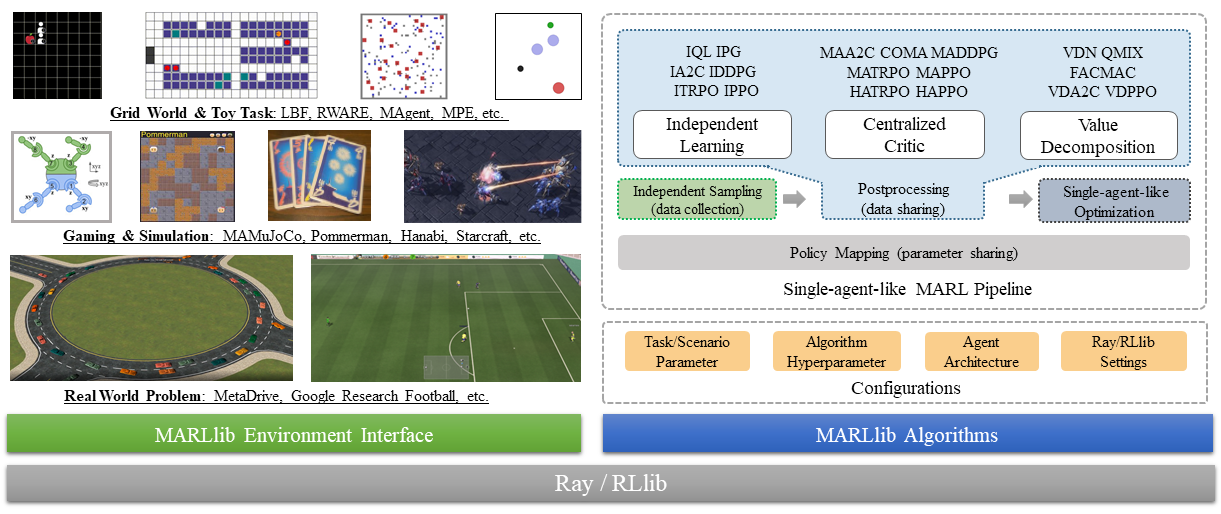 Grid World & Toy Task: LBF, RWARE, MAgent, MPE, etc.
Pommerman
Gaming & Simulation: MAMuJoCo, Pommerman, Hanabi, Starcraft, etc.
Real World Problem: MetaDrive, Google Research Football, etc.
MARLlib Environment Interface
IQL IPG
IA2C IDDPG
ITRPO IPPO
Independent
Learning
MAA2C COMA MADDPG
MATRPO MAPPO
HATRPO HAPPO
Centralized
Critic
VDN QMIX
FACMAC
VDA2C VDPPO
Value
Decomposition
Independent Sampling
(data collection)
Postprocessing
(data sharing)
Single-agent-like
Optimization
Policy Mapping (parameter sharing)
Single-agent-like MARL Pipeline
Task/Scenario
Parameter
Algorithm
Hyperparameter
Agent
Architecture
Ray/RLlib
Settings
Configurations
MARLlib Algorithms
Ray / RLlib